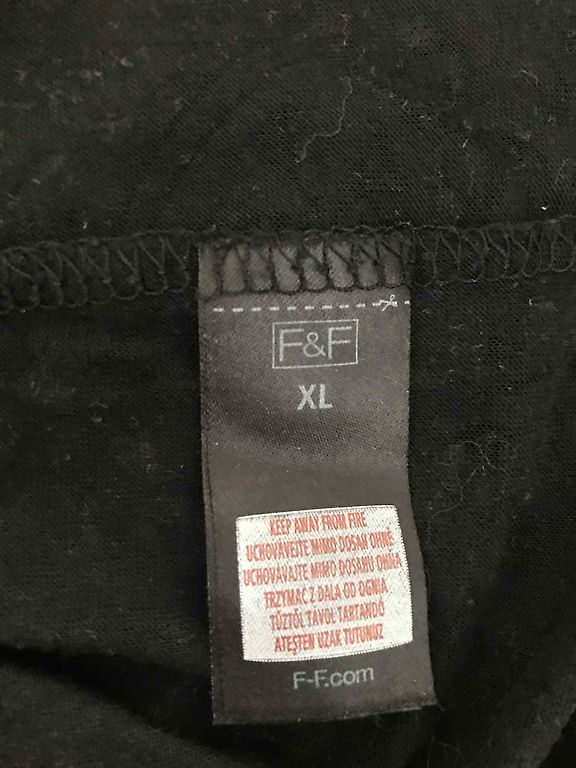 F&F
XL
KEEP AWAY FROM FIRE
UCHOVÁVEJTE MIMO DOSAH OHNĚ
UCHOVÁVAJTE MIMO DOSAHU OHŇA
TRZYMAĆ Z DALA OD OGNIA
TŰZTŐL TÁVOL TARTANDÓ
ATEŞTEN UZAK TUTUNUZ
F-F.com